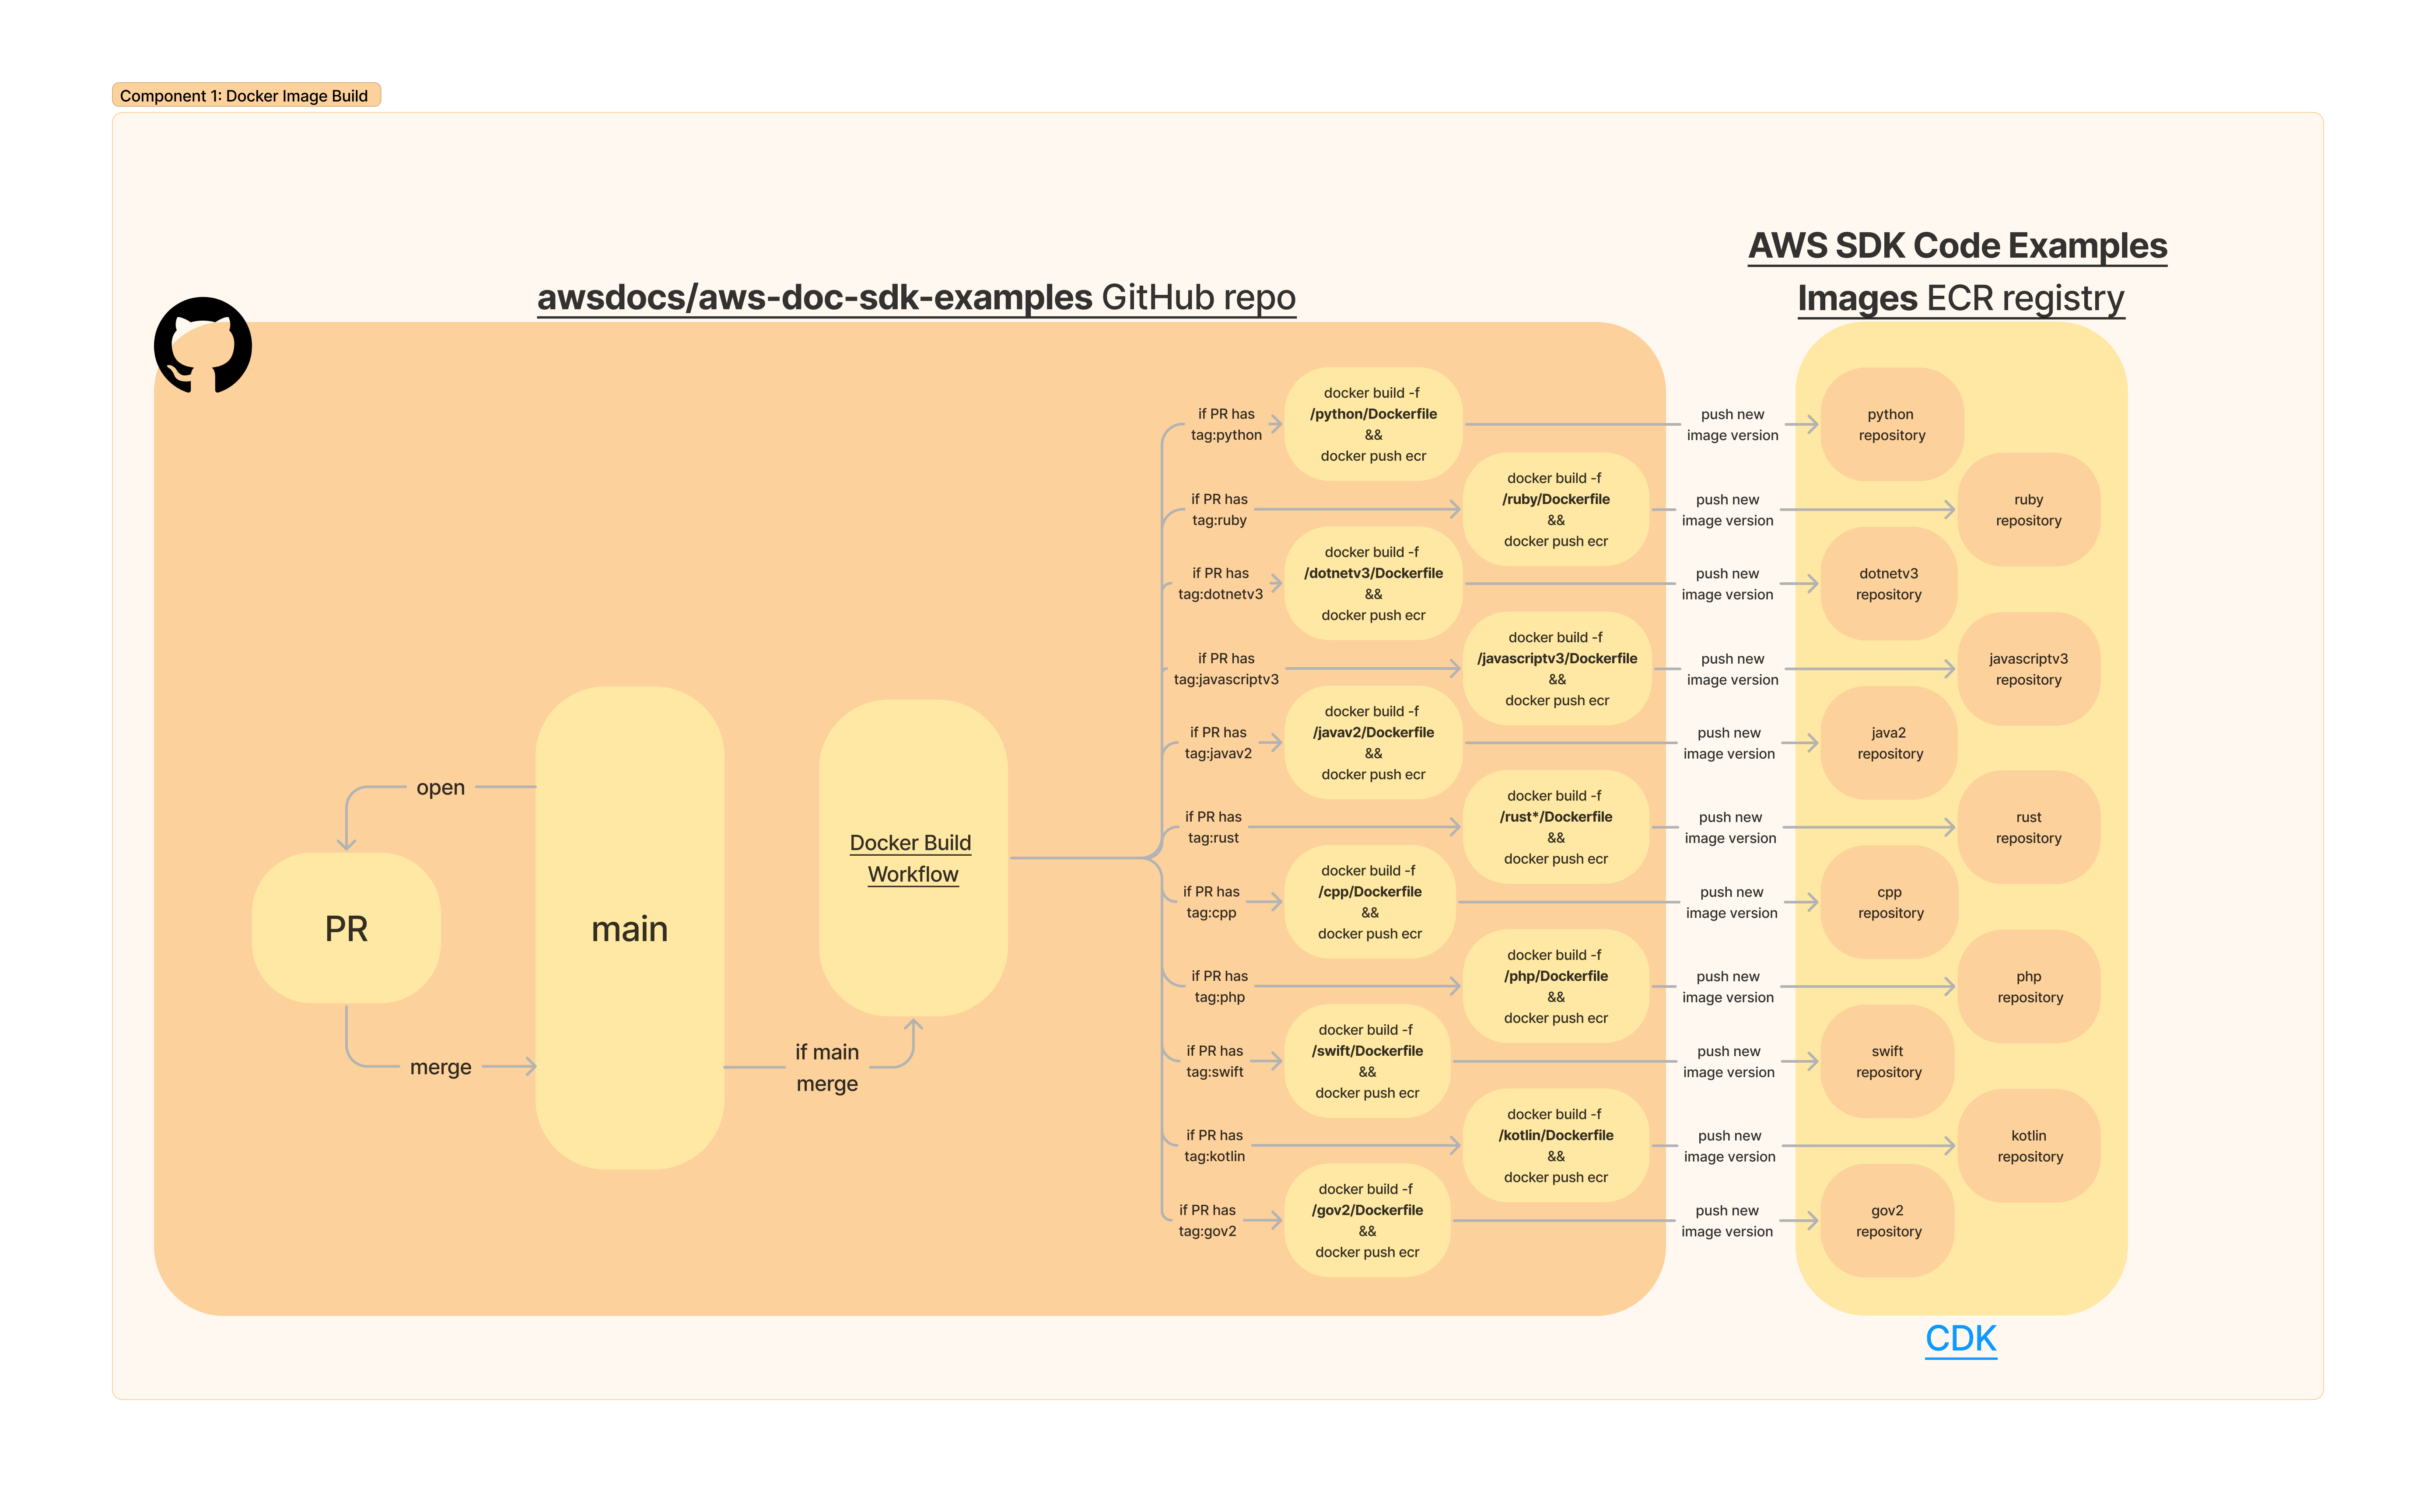 Component 1: Docker Image Build
AWS SDK Code Examples
Images ECR registry
awsdocs/aws-doc-sdk-examples GitHub repo
open
PR
merge
main
if main
merge
Docker Build
Workflow
if PR has
tag:python
docker build -f
/python/Dockerfile
&&
docker push ecr
push new
image version
python
repository
if PR has
tag:ruby
docker build -f
/ruby/Dockerfile
&&
docker push ecr
push new
image version
ruby
repository
if PR has
tag:dotnetv3
docker build -f
/dotnetv3/Dockerfile
&&
docker push ecr
push new
image version
dotnetv3
repository
if PR has
tag:javascriptv3
docker build -f
/javascriptv3/Dockerfile
&&
docker push ecr
push new
image version
javascriptv3
repository
if PR has
tag:javav2
docker build -f
/javav2/Dockerfile
&&
docker push ecr
push new
image version
java2
repository
if PR has
tag:rust
docker build -f
/rust*/Dockerfile
&&
docker push ecr
push new
image version
rust
repository
if PR has
tag:cpp
docker build -f
/cpp/Dockerfile
&&
docker push ecr
push new
image version
cpp
repository
if PR has
tag:php
docker build -f
/php/Dockerfile
&&
docker push ecr
push new
image version
php
repository
if PR has
tag:swift
docker build -f
/swift/Dockerfile
&&
docker push ecr
push new
image version
swift
repository
if PR has
tag:kotlin
docker build -f
/kotlin/Dockerfile
&&
docker push ecr
push new
image version
kotlin
repository
if PR has
tag:gov2
docker build -f
/gov2/Dockerfile
&&
docker push ecr
push new
image version
gov2
repository
CDK